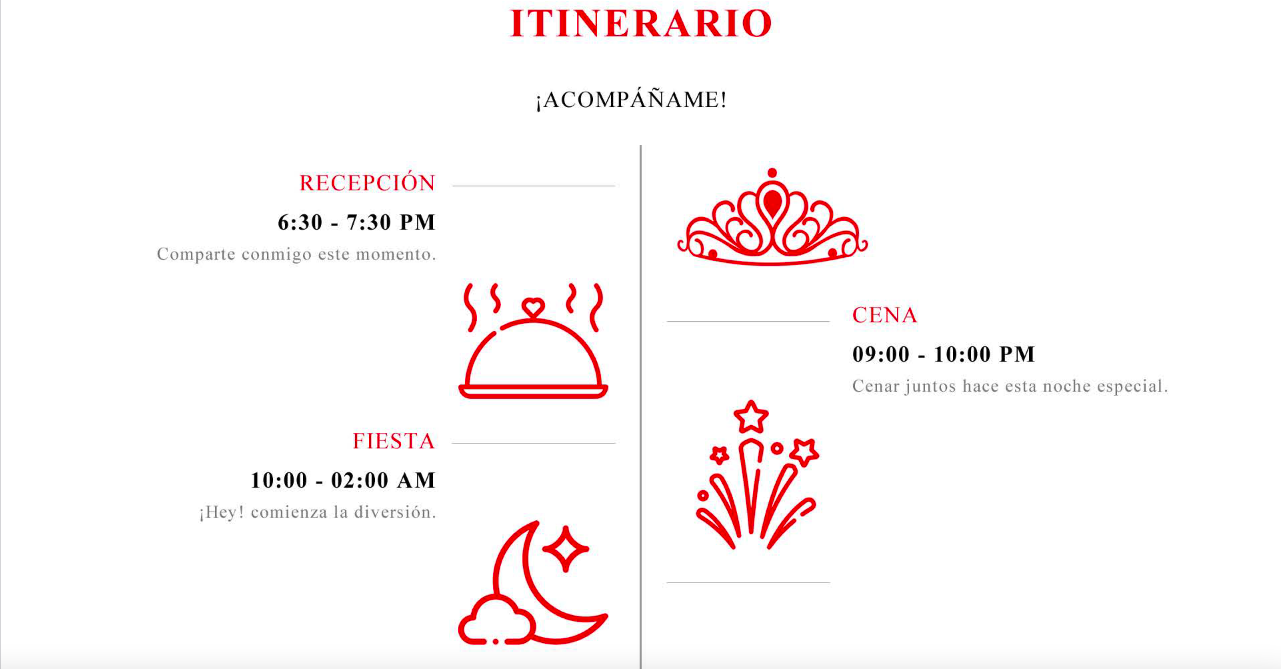 ITINERARIO
¡ACOMPÁÑAME!
RECEPCIÓN
6:30 - 7:30 PM
Comparte conmigo este momento.
CENA
09:00 - 10:00 PM
Cenar juntos hace esta noche especial.
FIESTA
10:00 - 02:00 AM
¡Hey! comienza la diversión.